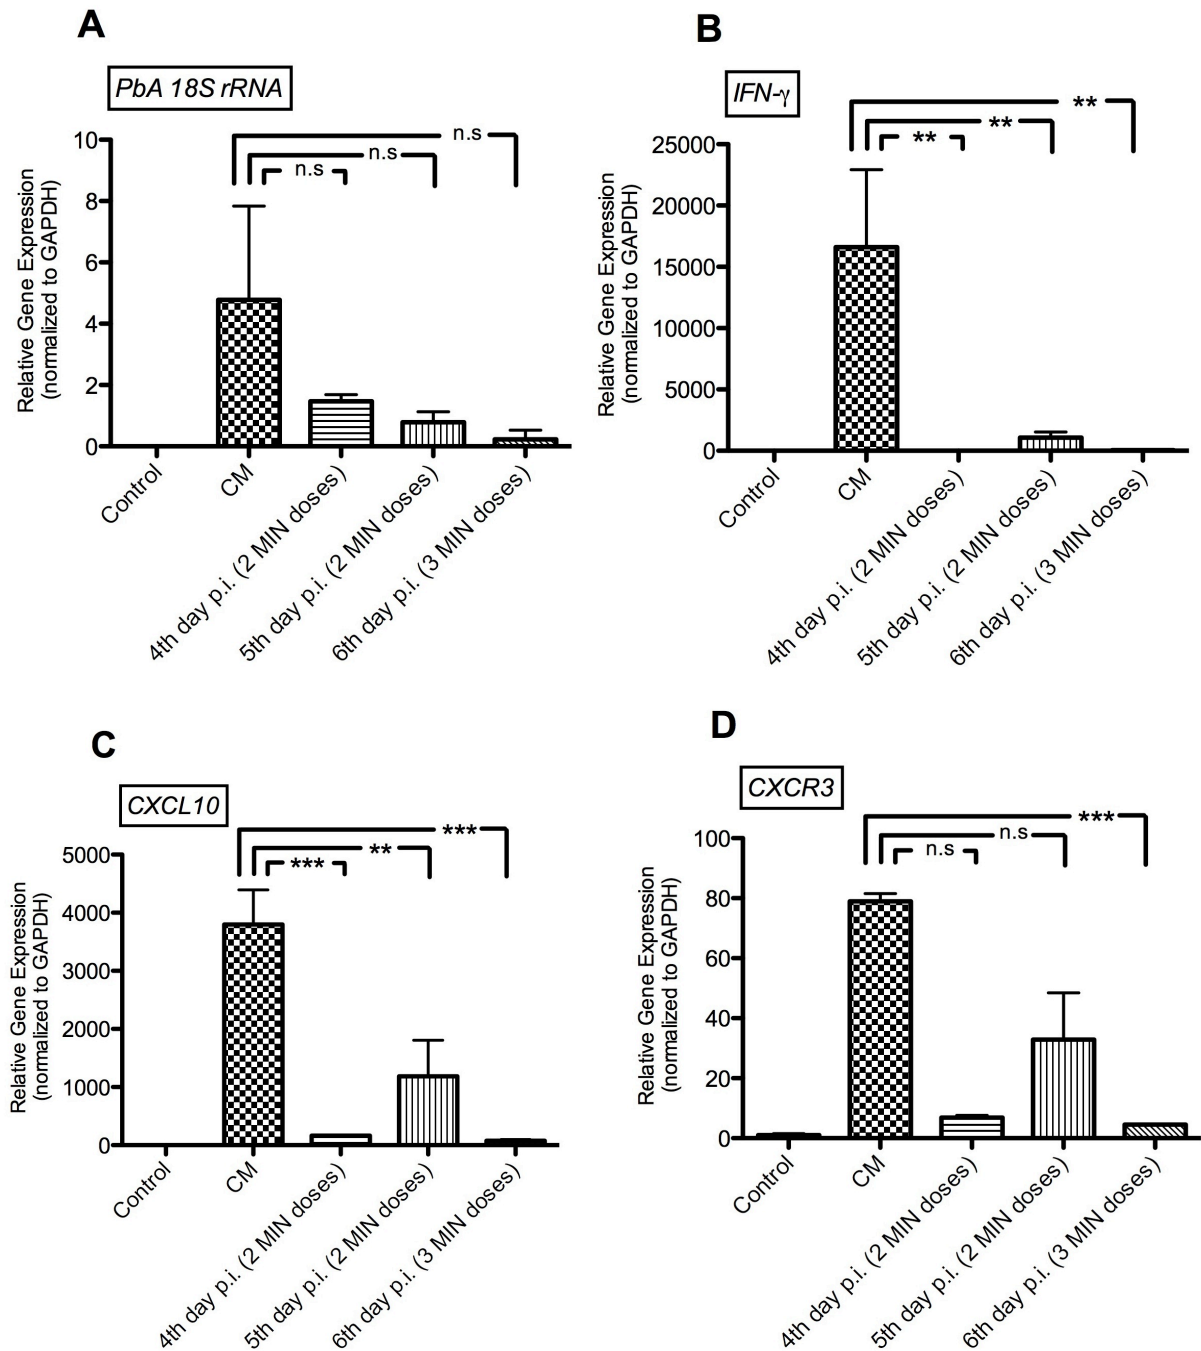 A
PbA 18S rRNA
n.s
n.s
n.s
Relative Gene Expression
(normalized to GAPDH)
10
8
6
4
2
0
Control
CM
4th day p.i. (2 MIN doses)
5th day p.i. (2 MIN doses)
6th day p.i. (3 MIN doses)
B
IFN-γ
**
**
**
Relative Gene Expression
(normalized to GAPDH)
25000
20000
15000
10000
5000
0
Control
CM
4th day p.i. (2 MIN doses)
5th day p.i. (2 MIN doses)
6th day p.i. (3 MIN doses)
C
CXCL10
***
**
***
Relative Gene Expression
(normalized to GAPDH)
5000
4000
3000
2000
1000
0
Control
CM
4th day p.i. (2 MIN doses)
5th day p.i. (2 MIN doses)
6th day p.i. (3 MIN doses)
D
CXCR3
***
n.s
n.s
Relative Gene Expression
(normalized to GAPDH)
100
80
60
40
20
0
Control
CM
4th day p.i. (2 MIN doses)
5th day p.i. (2 MIN doses)
6th day p.i. (3 MIN doses)